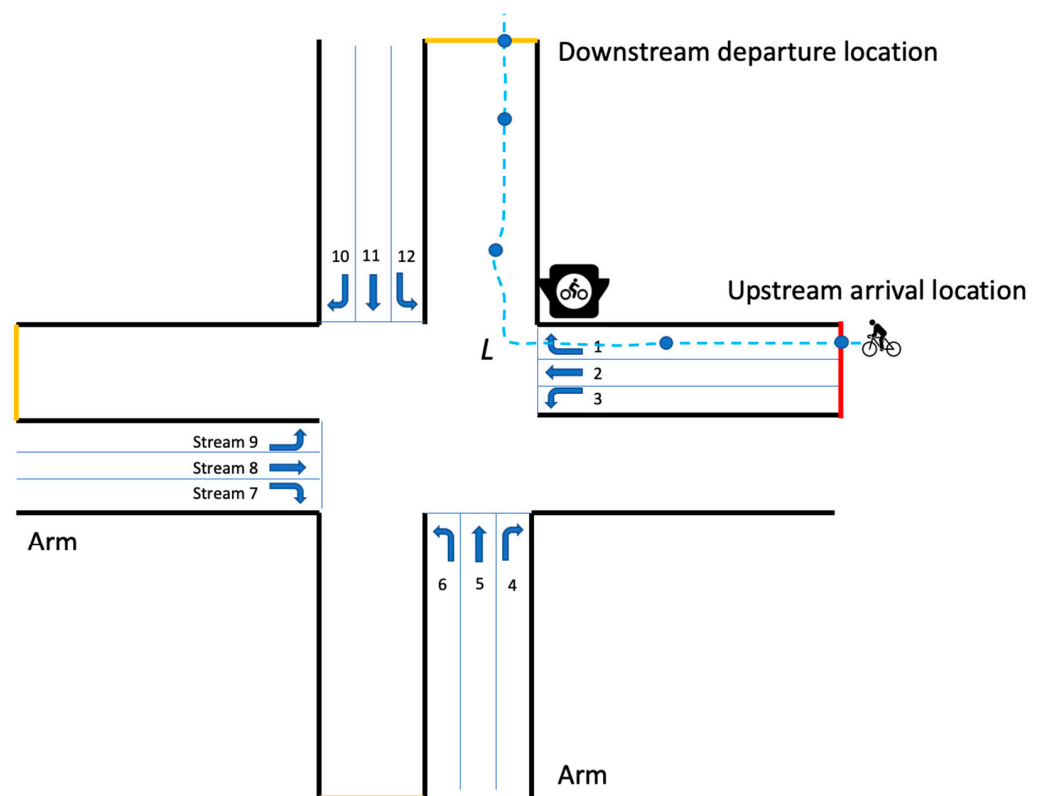 Downstream departure location
10 11 12
Upstream arrival location
L
1
2
3
Stream 9
Stream 8
Stream 7
Arm
6 5 4
Arm